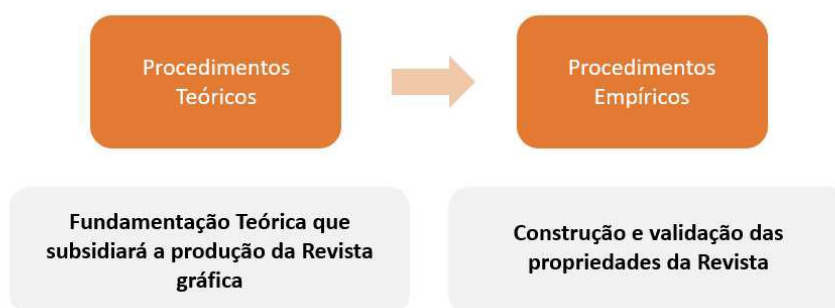 Procedimentos
Teóricos
Procedimentos
Empíricos
Fundamentação Teórica que
subsidiará a produção da Revista
gráfica
Construção e validação das
propriedades da Revista